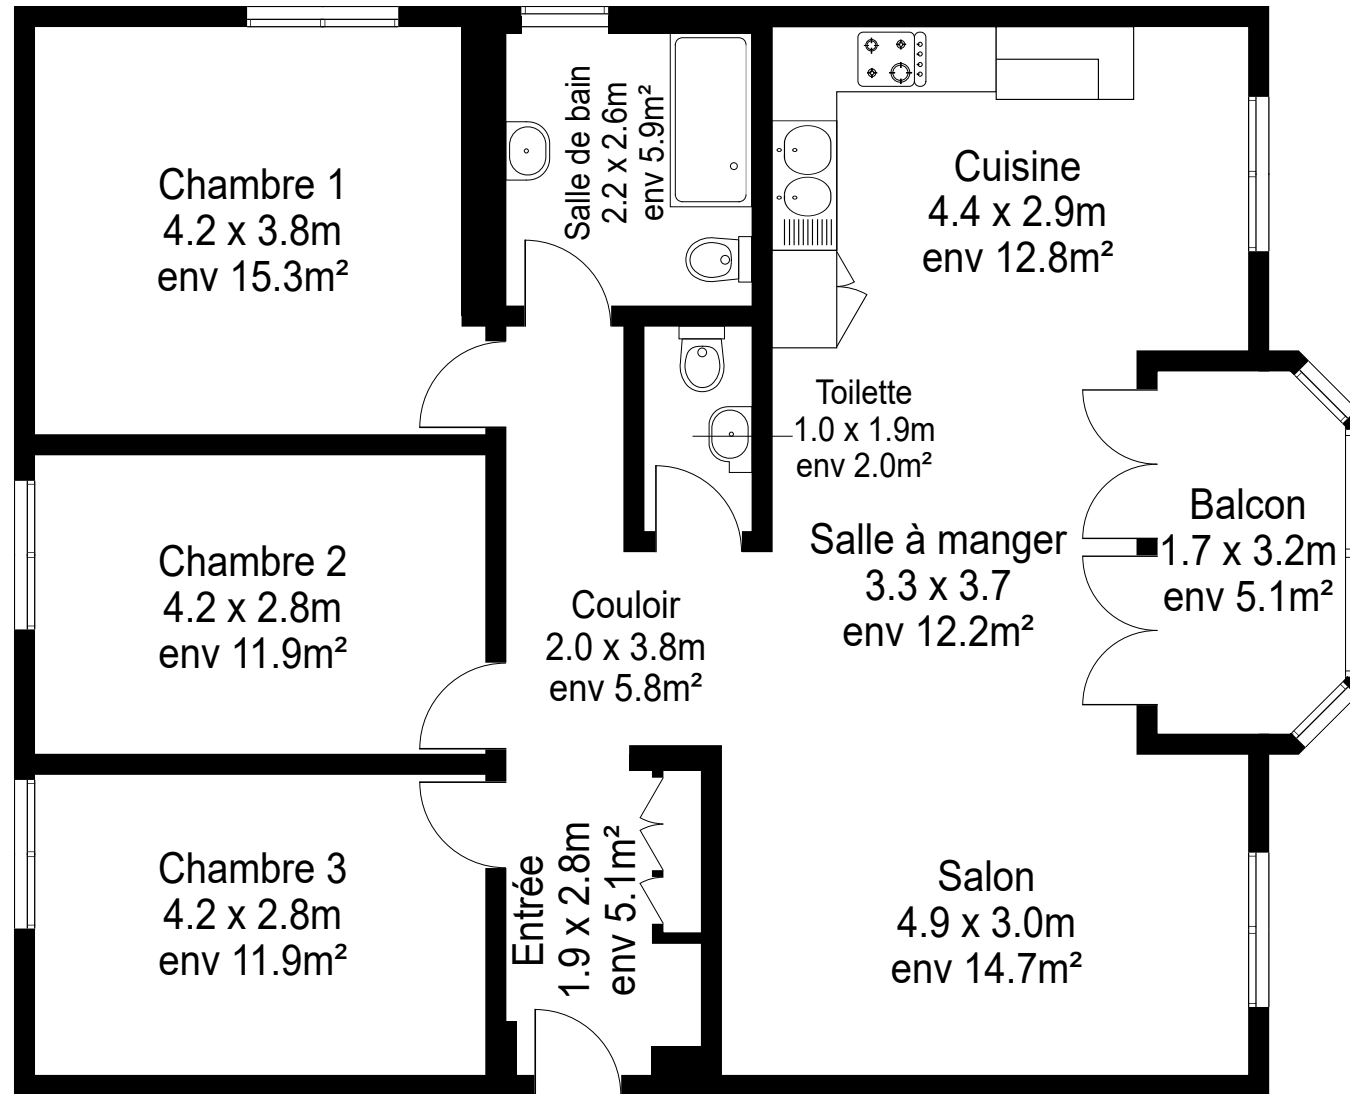 Chambre 1
4.2 x 3.8m
env 15.3m²
Salle de bain
2.2 x 2.6m
env 5.9m²
Cuisine
4.4 x 2.9m
env 12.8m²
Toilette
1.0 x 1.9m
env 2.0m²
Chambre 2
4.2 x 2.8m
env 11.9m²
Couloir
2.0 x 3.8m
env 5.8m²
Salle à manger
3.3 x 3.7
env 12.2m²
Balcon
1.7 x 3.2m
env 5.1m²
Chambre 3
4.2 x 2.8m
env 11.9m²
Entrée
1.9 x 2.8m
env 5.1m²
Salon
4.9 x 3.0m
env 14.7m²